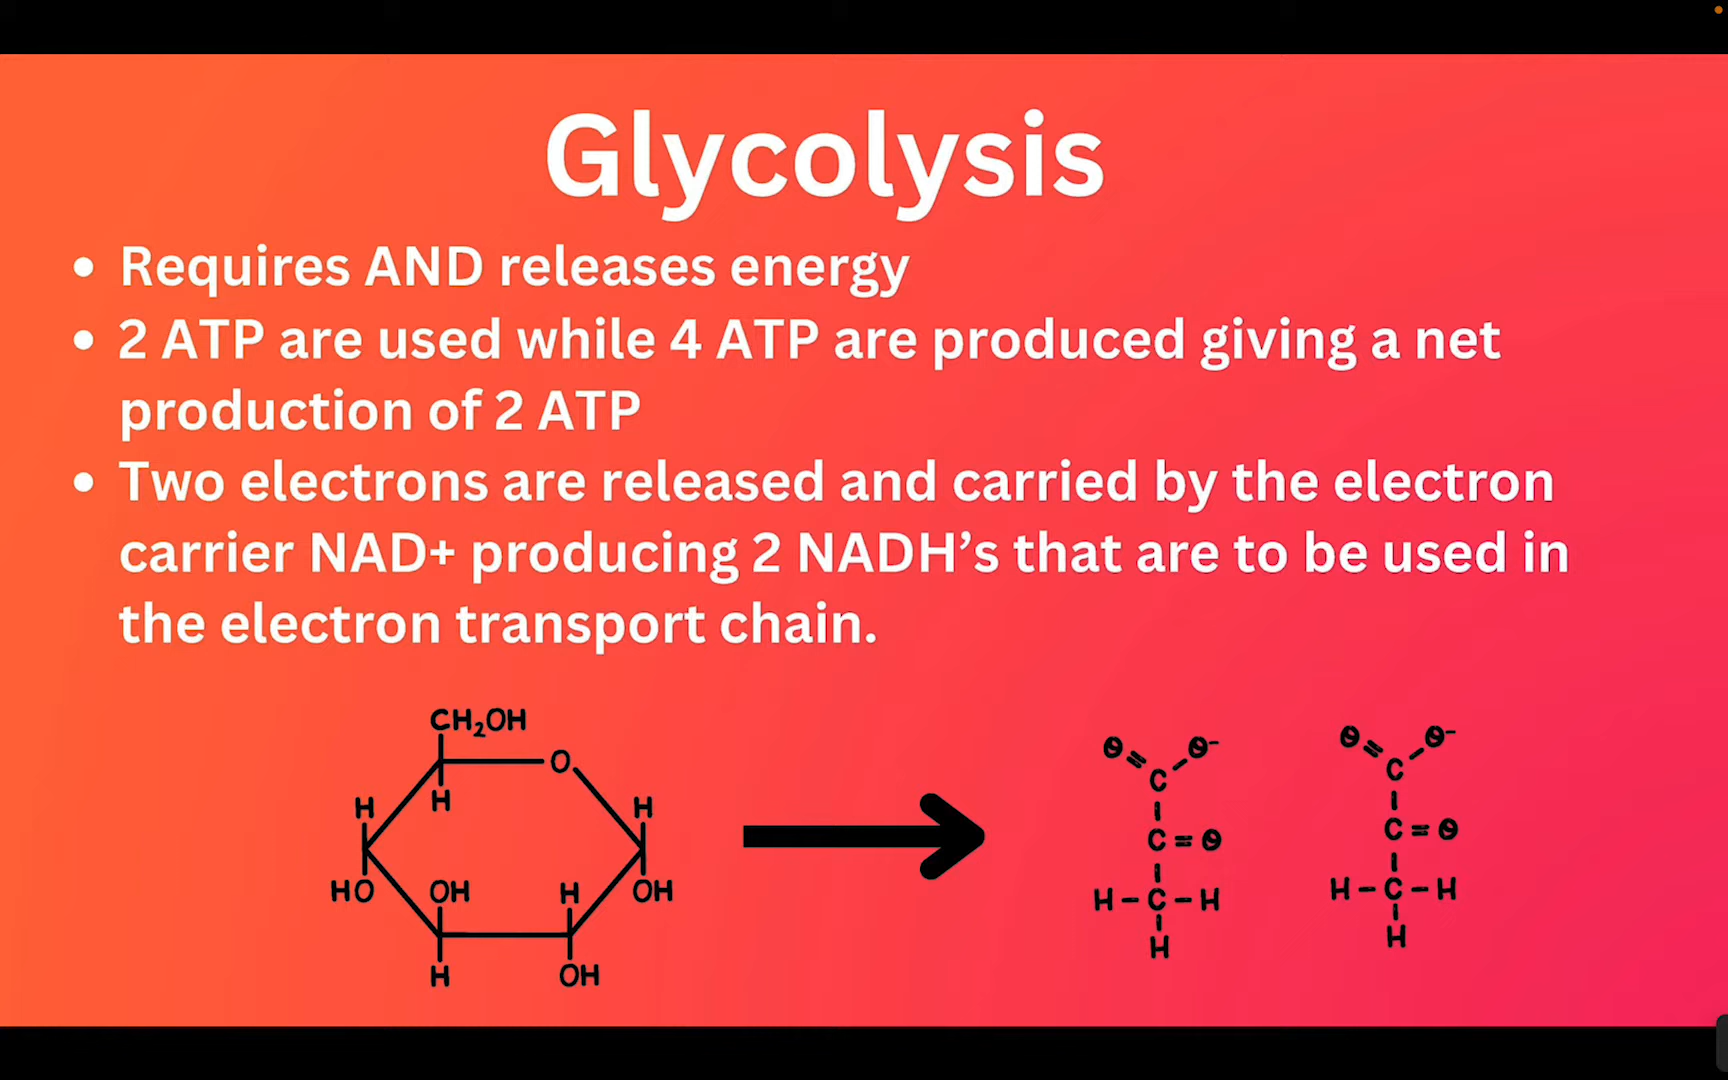 Glycolysis
• Requires AND releases energy
• 2 ATP are used while 4 ATP are produced giving a net
production of 2 ATP
• Two electrons are released and carried by the electron
carrier NAD+ producing 2 NADH’s that are to be used in
the electron transport chain.
CH₂OH
O
H
H
H
HO
OH
H
OH
H
OH
O
O⁻
C
C=O
H-C-H
H
O
O⁻
C
C=O
H-C-H
H